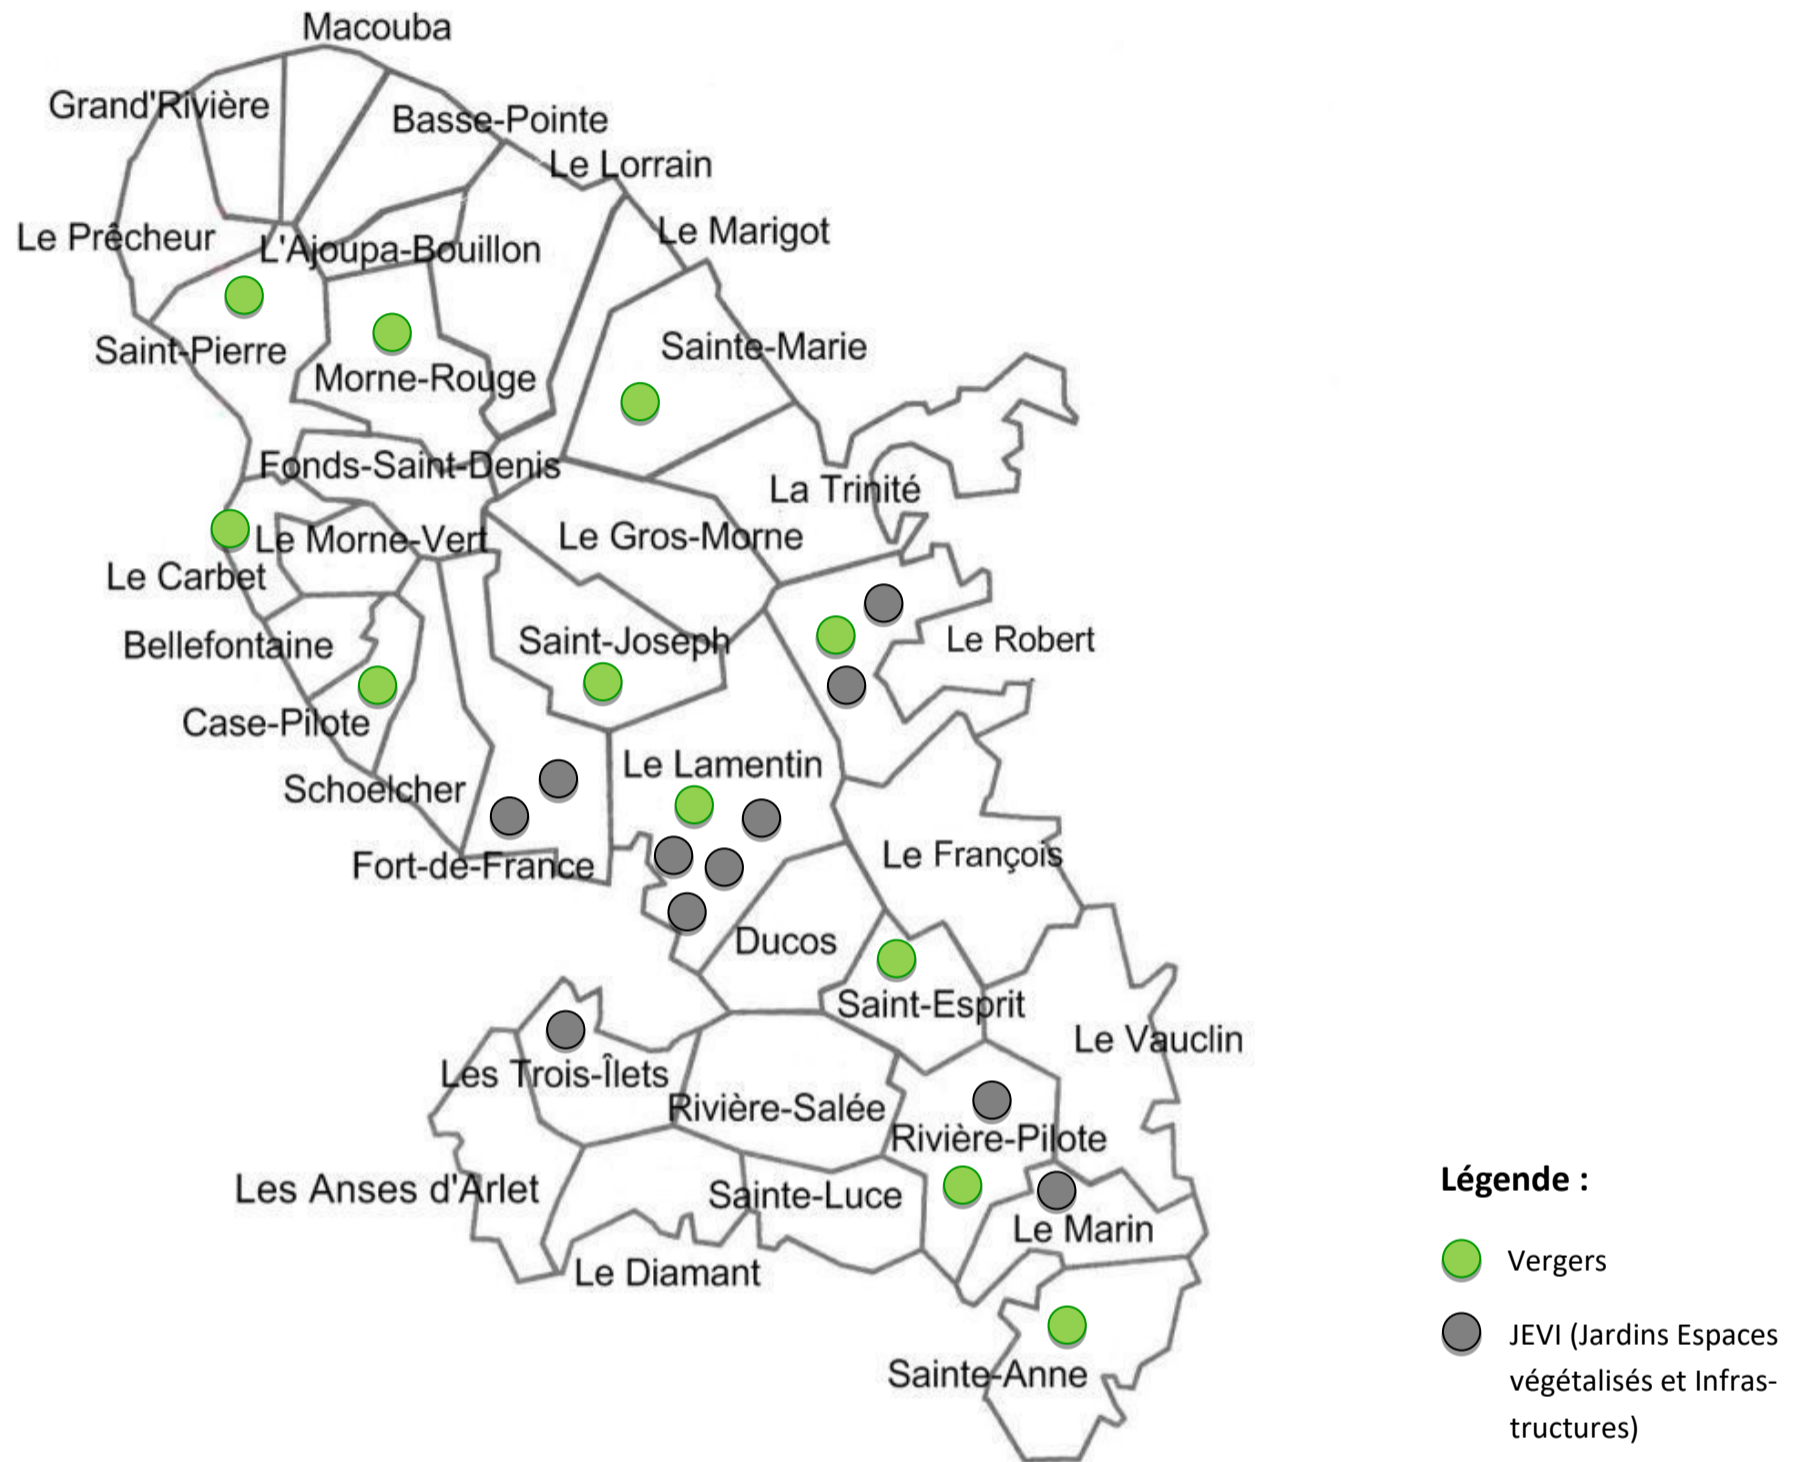 Macouba
Grand'Rivière
Basse-Pointe
Le Lorrain
Le Prêcheur
L'Ajoupa-Bouillon
Le Marigot
Saint-Pierre
Morne-Rouge
Sainte-Marie
Fonds-Saint-Denis
La Trinité
Le Morne-Vert
Le Gros-Morne
Le Carbet
Bellefontaine
Saint-Joseph
Le Robert
Case-Pilote
Schoelcher
Le Lamentin
Fort-de-France
Le François
Ducos
Saint-Esprit
Le Vauclin
Les Trois-Îlets
Rivière-Salée
Rivière-Pilote
Les Anses d'Arlet
Sainte-Luce
Le Marin
Le Diamant
Sainte-Anne
Légende :
Vergers
JEVI (Jardins Espaces
végétalisés et Infras-
tructures)